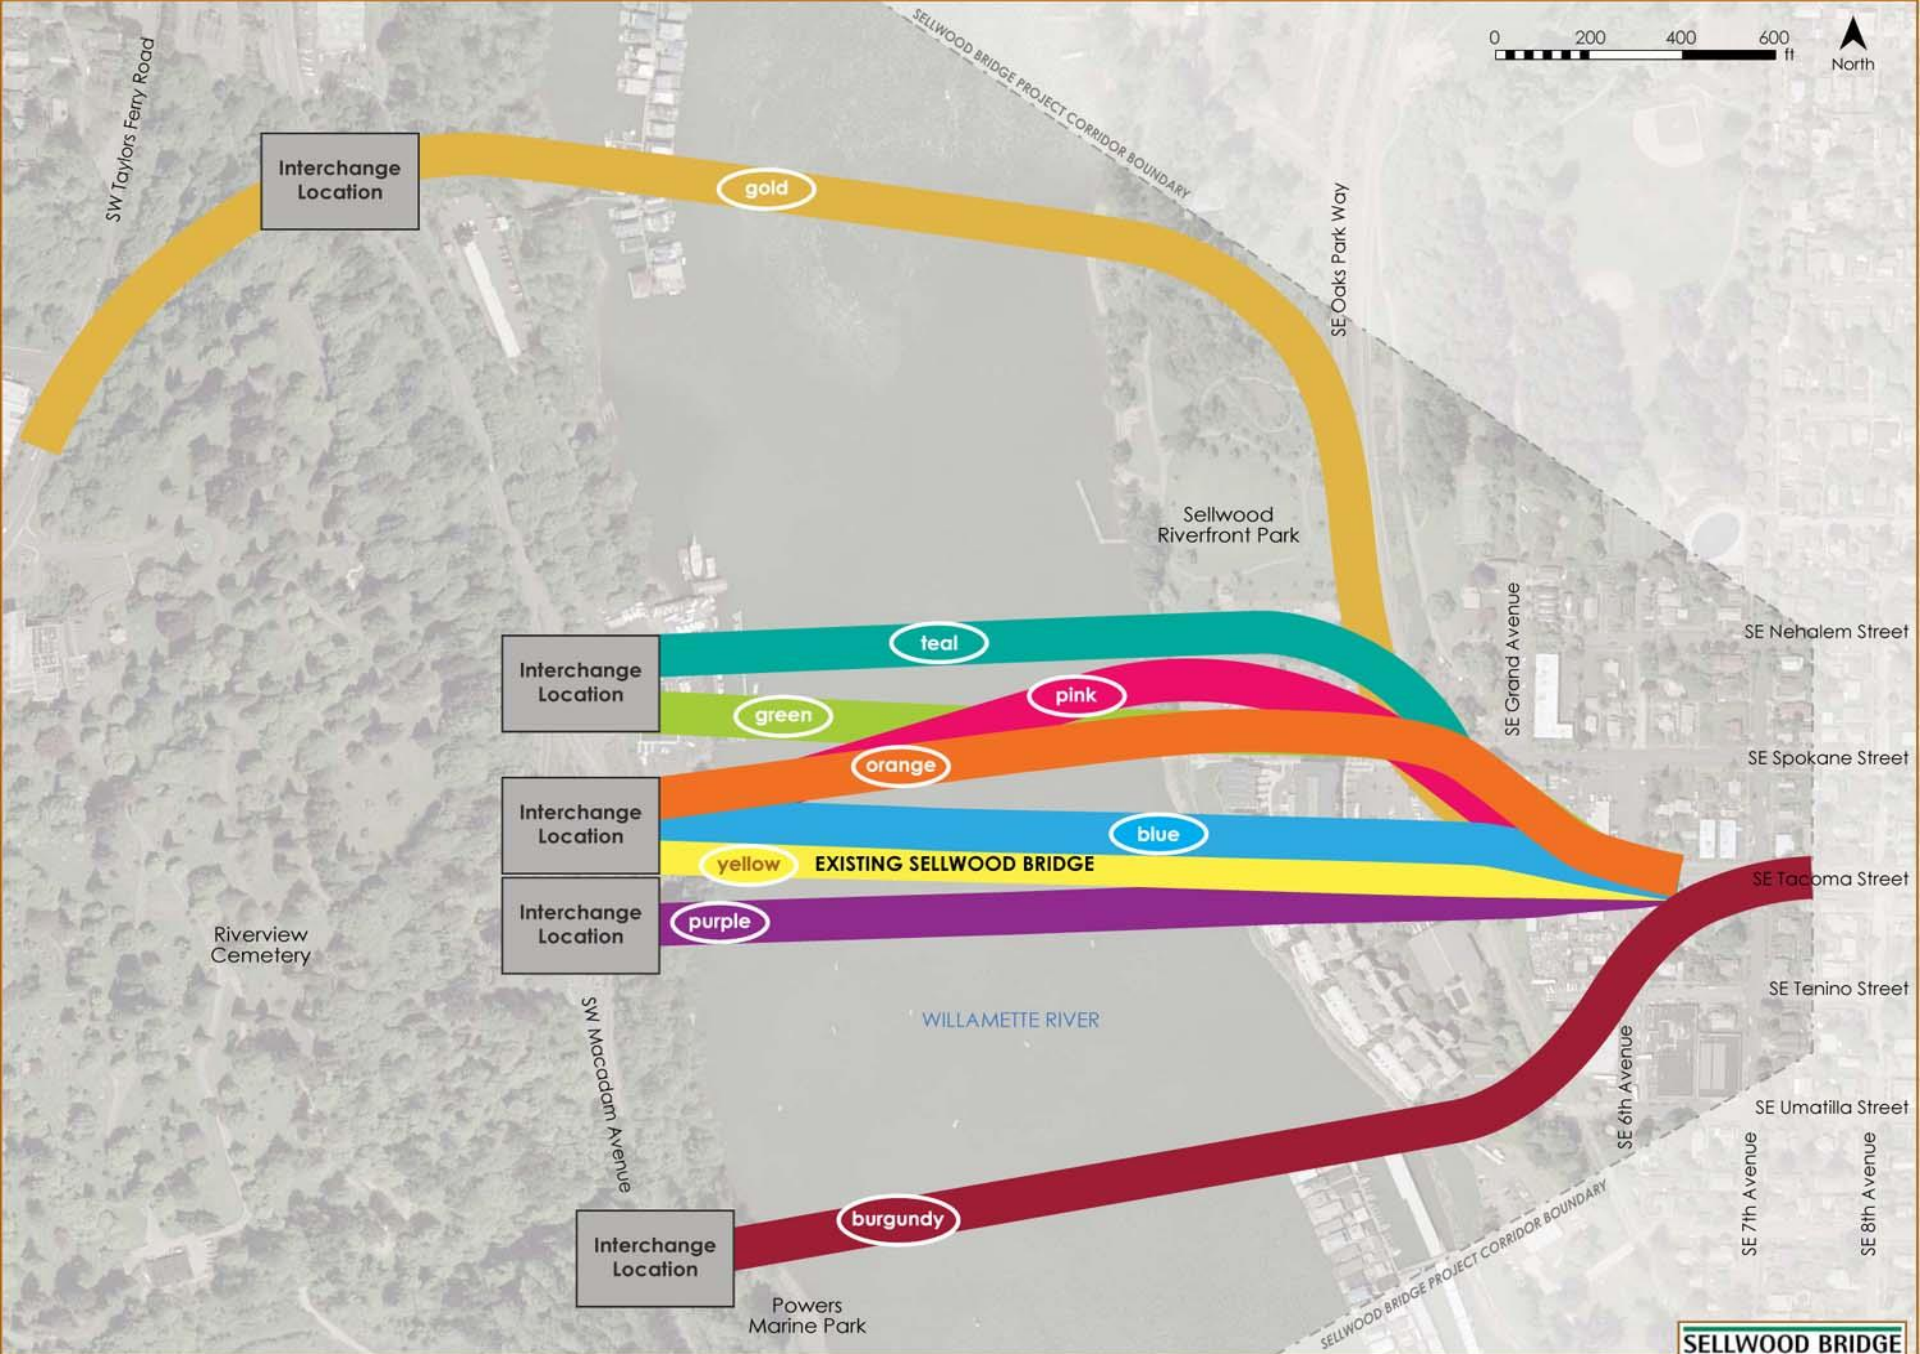 SELLWOOD BRIDGE PROJECT CORRIDOR BOUNDARY
0 200 400 600
ft
North
SW Taylors Ferry Road
Interchange
Location
gold
SE Oaks Park Way
Sellwood
Riverfront Park
SE Grand Avenue
SE Nehalem Street
teal
Interchange
Location
pink
green
SE Spokane Street
orange
Interchange
Location
blue
yellow
EXISTING SELLWOOD BRIDGE
SE Tacoma Street
Interchange
Location
purple
Riverview
Cemetery
SE Tenino Street
WILLAMETTE RIVER
SW Macadam Avenue
SE 6th Avenue
SE Umatilla Street
SE 7th Avenue
SE 8th Avenue
burgundy
Interchange
Location
SELLWOOD BRIDGE PROJECT CORRIDOR BOUNDARY
Powers
Marine Park
SELLWOOD BRIDGE